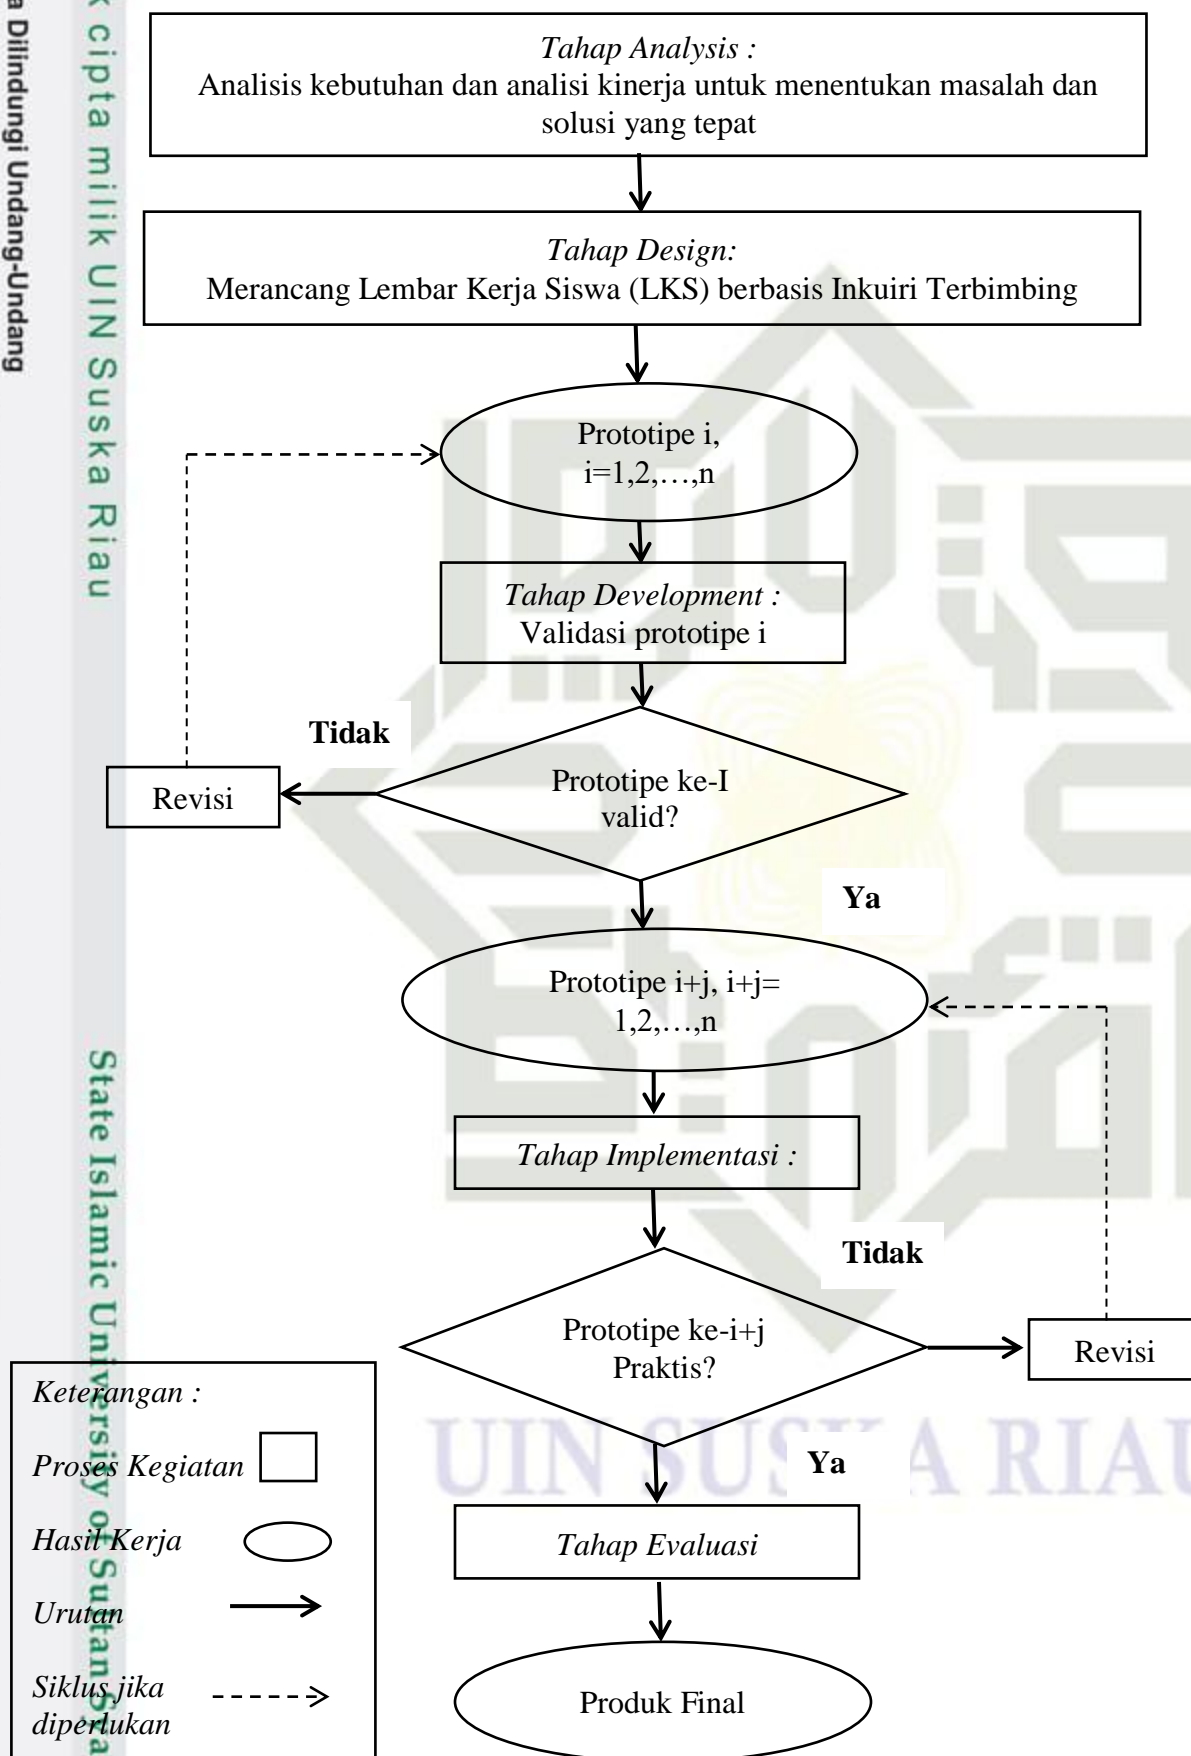 a Dilindungi Undang-Undang
k cipta milik UIN Suska Riau
State Islamic University of Sultan Sya
Tahap Analysis :
Analisis kebutuhan dan analisi kinerja untuk menentukan masalah dan
solusi yang tepat
Tahap Design:
Merancang Lembar Kerja Siswa (LKS) berbasis Inkuiri Terbimbing
Prototipe i,
i=1,2,…,n
Tahap Development :
Validasi prototipe i
Tidak
Prototipe ke-I
valid?
Revisi
Ya
Prototipe i+j, i+j=
1,2,…,n
Tahap Implementasi :
Tidak
Prototipe ke-i+j
Praktis?
Revisi
Ya
UIN SUSKA RIAU
Tahap Evaluasi
Produk Final
Keterangan :
Proses Kegiatan
Hasil Kerja
Urutan
Siklus jika
diperlukan